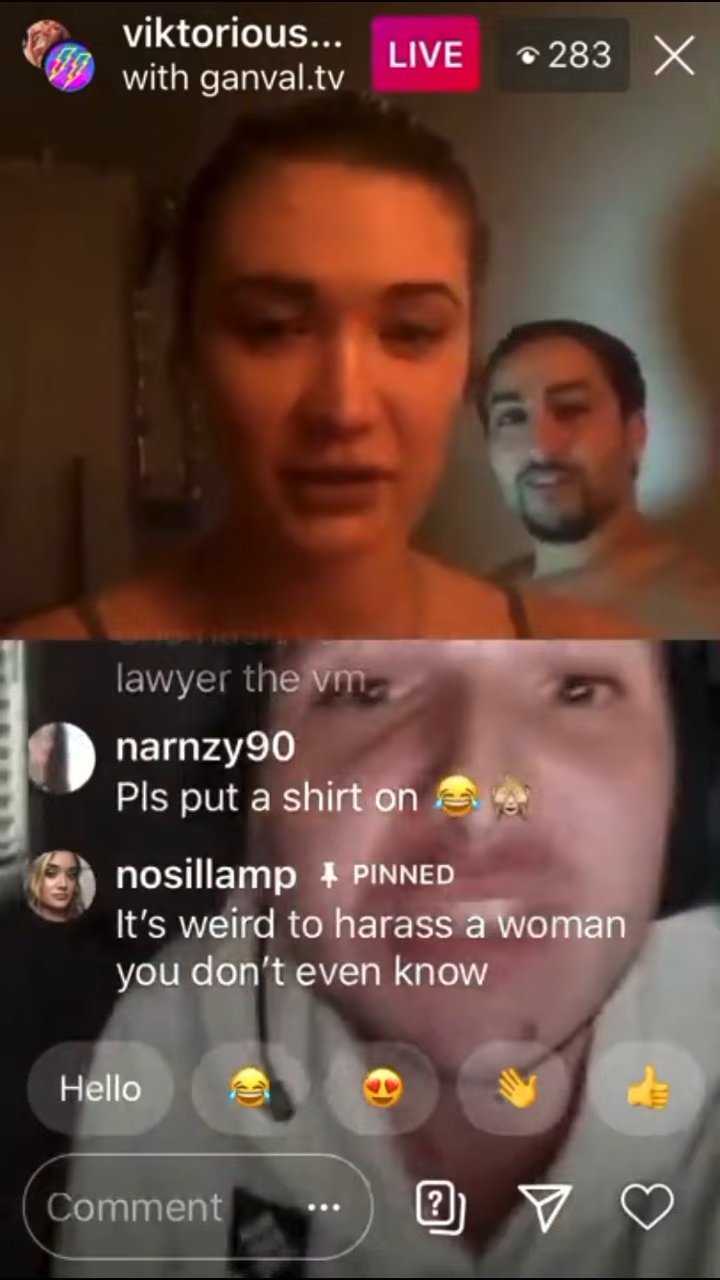 viktorious...
LIVE
283
with ganval.tv
lawyer the vm
narnzy90
Pls put a shirt on 😂 🙈
nosillamp PINNED
It’s weird to harass a woman
you don’t even know
Hello 😂 😍 👋 👍
Comment ...